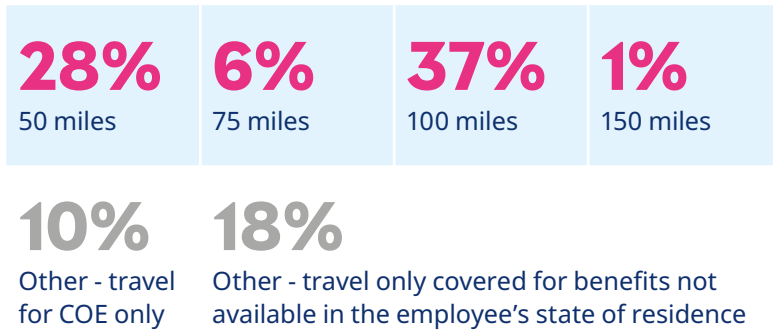 28% 6% 37% 1%
50 miles 75 miles 100 miles 150 miles
10% 18%
Other - travel Other - travel only covered for benefits not
for COE only available in the employee’s state of residence